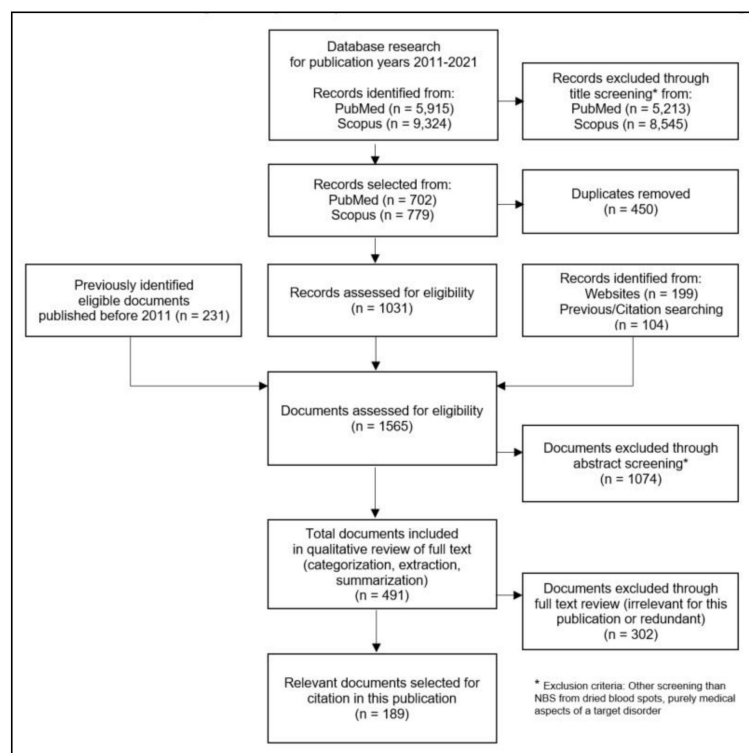 Database research
for publication years 2011-2021
Records identified from:
PubMed (n = 5,915)
Scopus (n = 9,324)
Records excluded through
title screening* from:
PubMed (n = 5,213)
Scopus (n = 8,545)
Records selected from:
PubMed (n = 702)
Scopus (n = 779)
Duplicates removed
(n = 450)
Previously identified
eligible documents
published before 2011 (n = 231)
Records assessed for eligibility
(n = 1031)
Records identified from:
Websites (n = 199)
Previous/Citation searching
(n = 104)
Documents assessed for eligibility
(n = 1565)
Documents excluded through
abstract screening*
(n = 1074)
Total documents included
in qualitative review of full text
(categorization, extraction,
summarization)
(n = 491)
Documents excluded through
full text review (irrelevant for this
publication or redundant)
(n = 302)
Relevant documents selected for
citation in this publication
(n = 189)
* Exclusion criteria: Other screening than
NBS from dried blood spots, purely medical
aspects of a target disorder